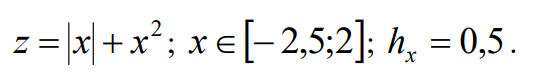 z = |x| + x²; x ∈ [– 2,5;2]; hₓ = 0,5.